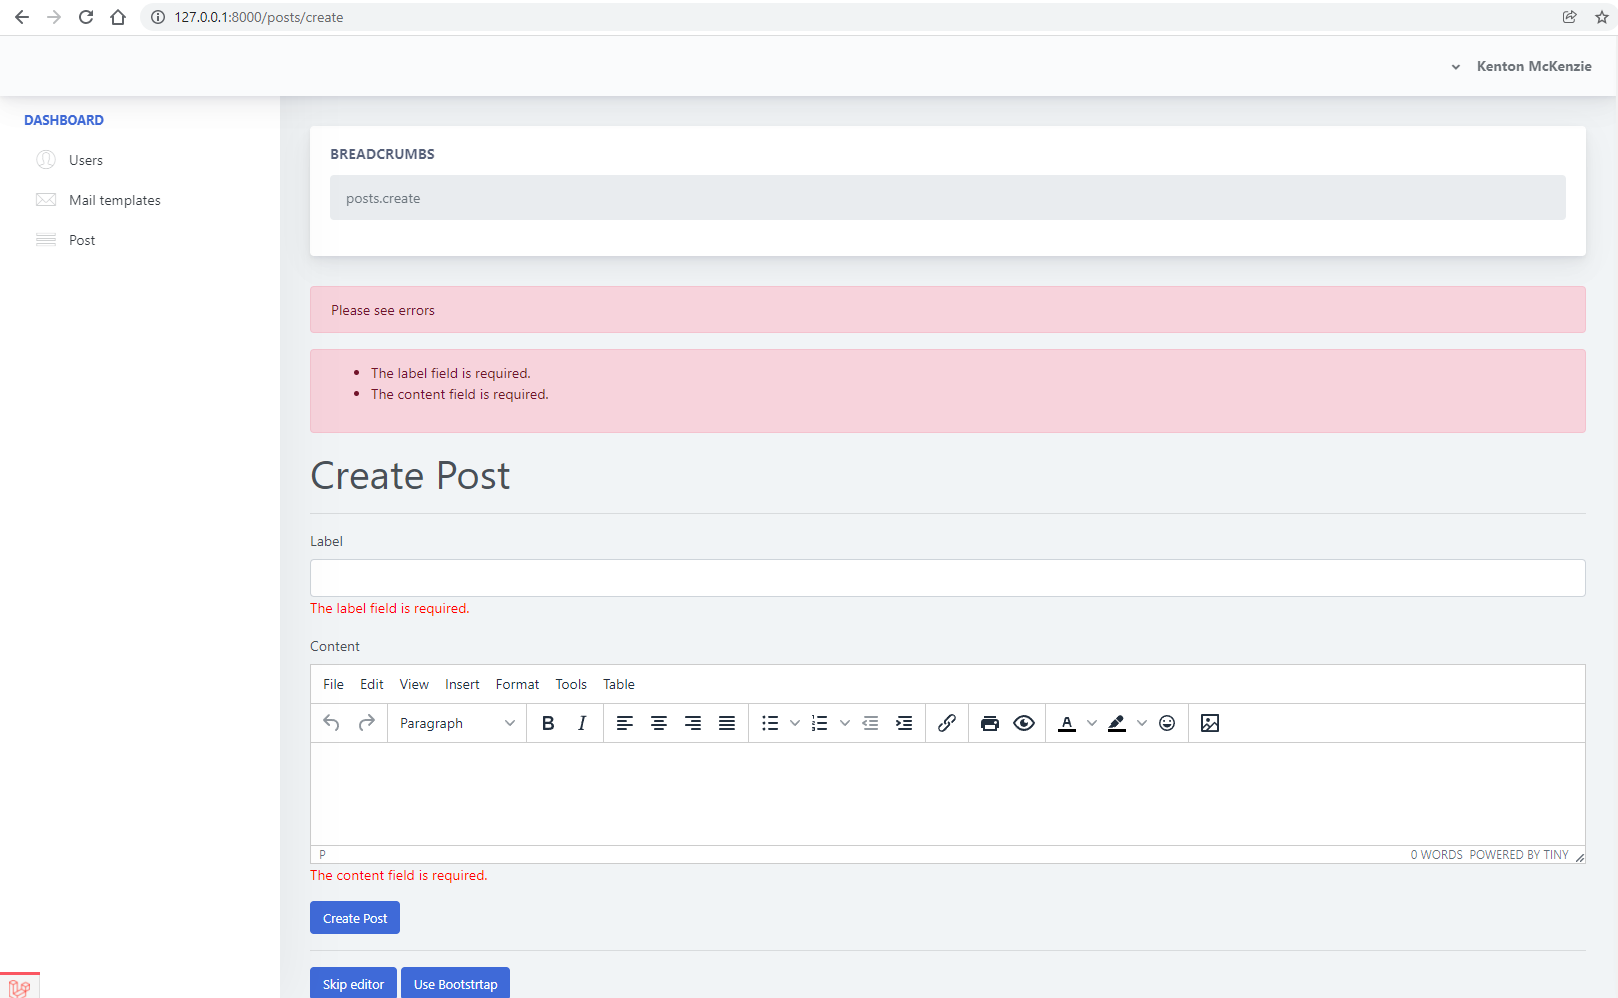 127.0.0.1:8000/posts/create
Kenton McKenzie
DASHBOARD
Users
Mail templates
Post
BREADCRUMBS
posts.create
Please see errors
The label field is required.
The content field is required.
Create Post
Label
The label field is required.
Content
File Edit View Insert Format Tools Table
Paragraph B I A
P 0 WORDS POWERED BY TINY
The content field is required.
Create Post
Skip editor Use Bootstrtap